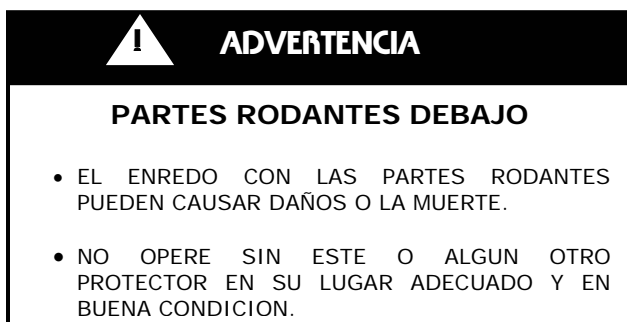 ! ADVERTENCIA
PARTES RODANTES DEBAJO
• EL ENREDO CON LAS PARTES RODANTES
PUEDEN CAUSAR DAÑOS O LA MUERTE.
• NO OPERE SIN ESTE O ALGUN OTRO
PROTECTOR EN SU LUGAR ADECUADO Y EN
BUENA CONDICION.